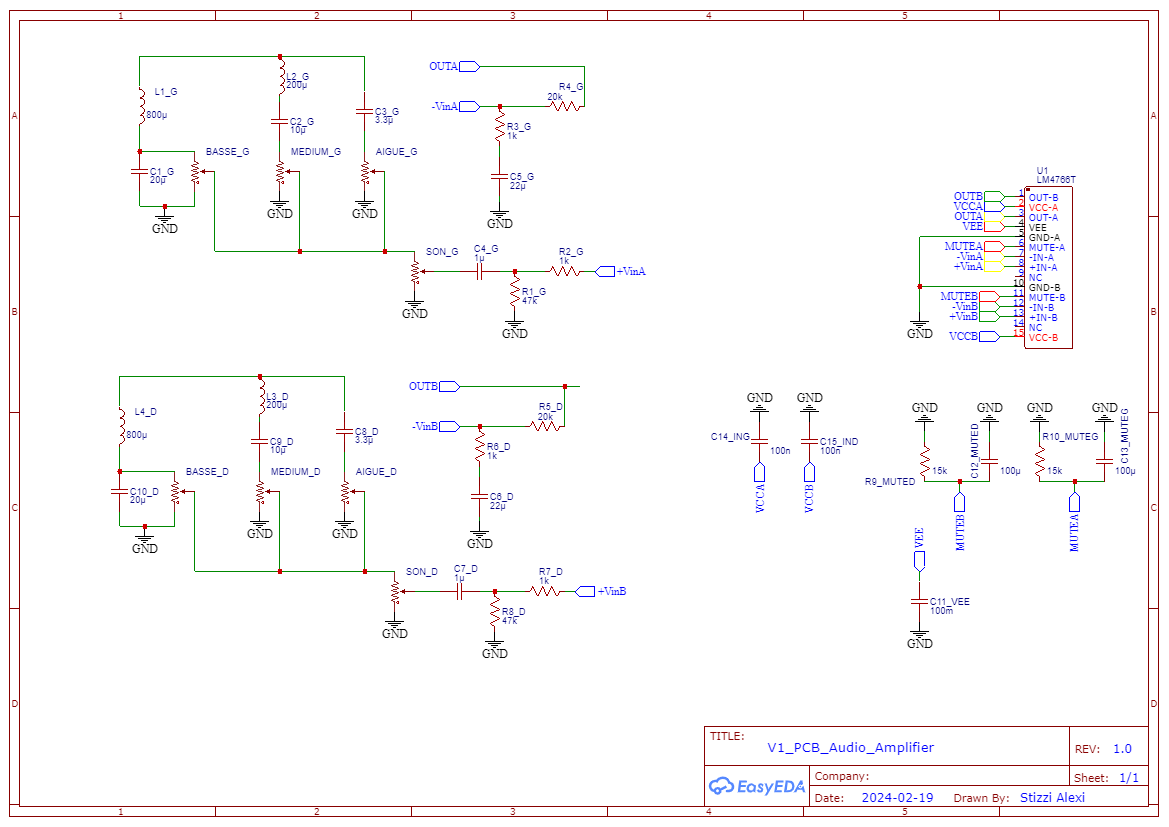 1 2 3 4 5
A A
B B
C C
D D
1 2 3 4 5
L1_G
800µ
L2_G
200µ
C3_G
3.3µ
C2_G
10µ
BASSE_G
MEDIUM_G
AIGUE_G
C1_G
20µ
GND
GND
GND
OUTA
R4_G
20k
-VinA
R3_G
1k
C5_G
22µ
GND
SON_G
C4_G
1µ
R2_G
1k
+VinA
R1_G
47k
GND
GND
U1
LM4766T
OUTB 1 OUT-B
VCCA 2 VCC-A
OUTA 3 OUT-A
VEE 4 VEE
5 GND-A
MUTEA 6 MUTE-A
-VinA 7 -IN-A
+VinA 8 +IN-A
9 NC
10 GND-B
MUTEB 11 MUTE-B
-VinB 12 -IN-B
+VinB 13 +IN-B
14 NC
VCCB 15 VCC-B
GND
L4_D
800µ
L3_D
200µ
C8_D
3.3µ
C9_D
10µ
BASSE_D
MEDIUM_D
AIGUE_D
C10_D
20µ
GND
GND
GND
OUTB
R5_D
20k
-VinB
R6_D
1k
C6_D
22µ
GND
SON_D
C7_D
1µ
R7_D
1k
+VinB
R8_D
47k
GND
GND
GND
C14_ING
100n
VCCA
GND
C15_IND
100n
VCCB
GND
R9_MUTED
15k
GND
C12_MUTED
100µ
MUTEB
GND
R10_MUTEG
15k
GND
C13_MUTEG
100µ
MUTEA
VEE
C11_VEE
100m
GND
TITLE:
V1_PCB_Audio_Amplifier
REV: 1.0
EasyEDA
Company:
Sheet: 1/1
Date: 2024-02-19 Drawn By: Stizzi Alexi